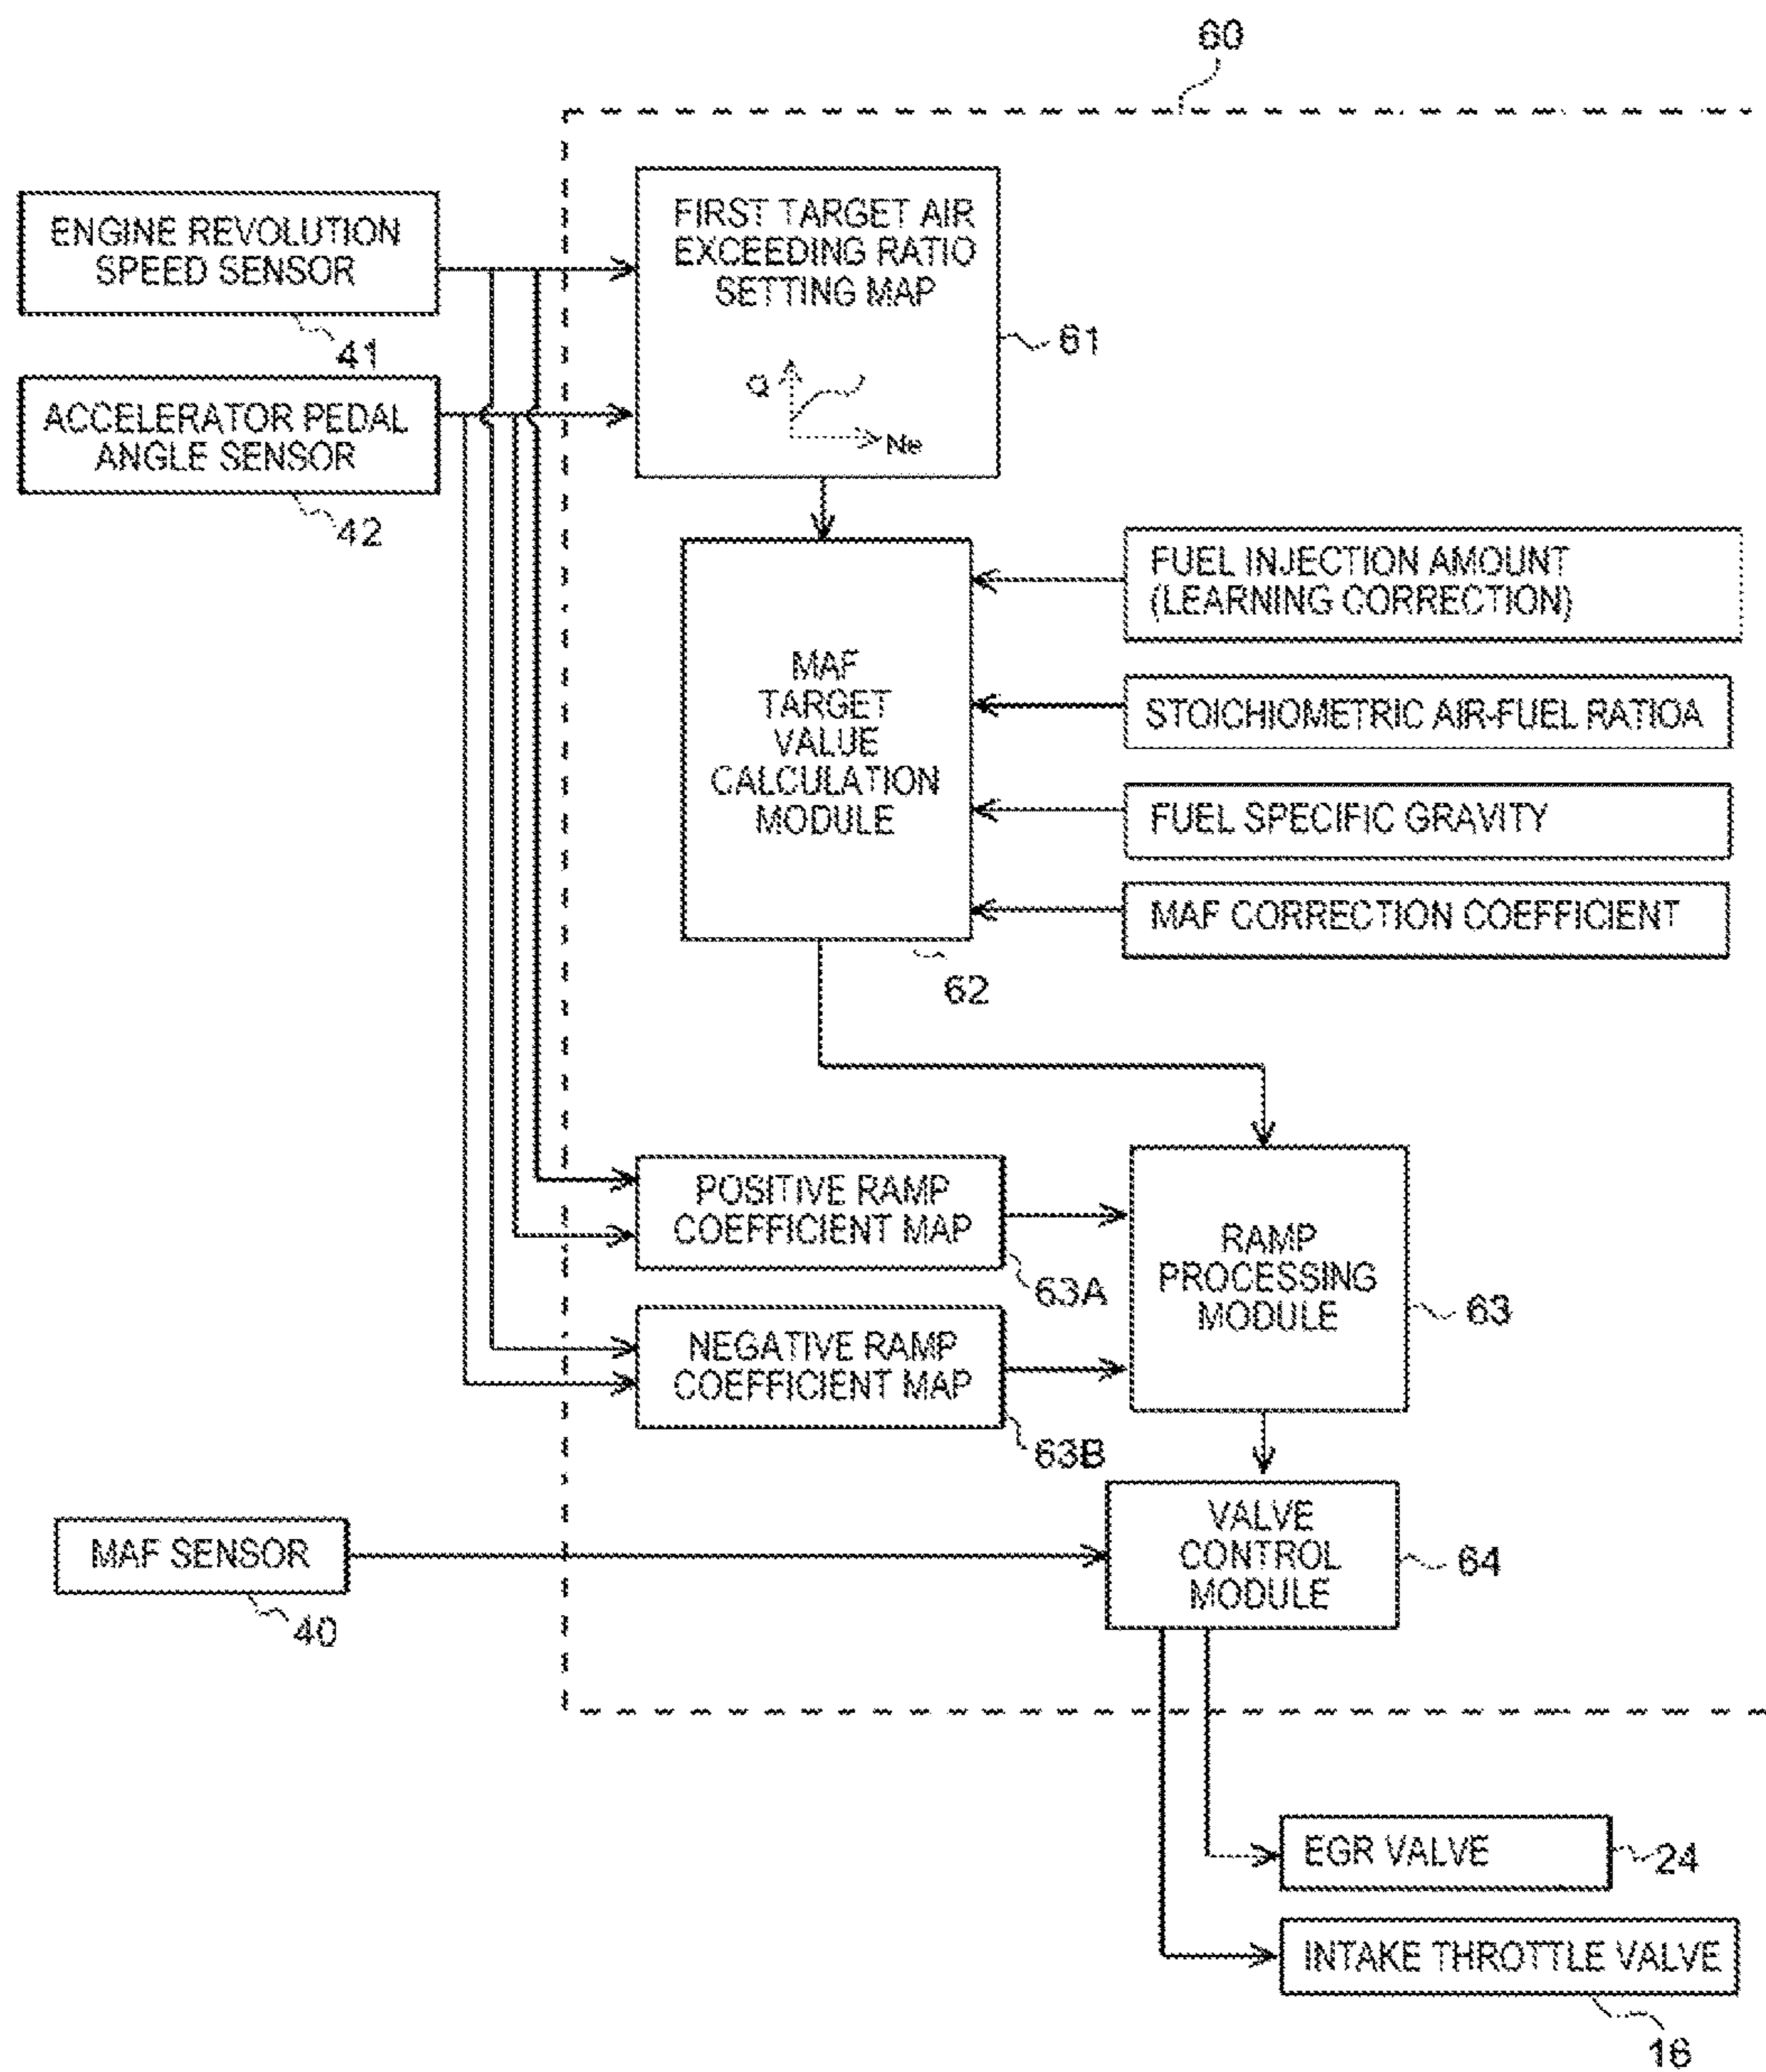 60
ENGINE REVOLUTION
SPEED SENSOR
41
ACCELERATOR PEDAL
ANGLE SENSOR
42
FIRST TARGET AIR
EXCEEDING RATIO
SETTING MAP
Q
Ne
61
MAF
TARGET
VALUE
CALCULATION
MODULE
62
FUEL INJECTION AMOUNT
(LEARNING CORRECTION)
STOICHIOMETRIC AIR-FUEL RATIOA
FUEL SPECIFIC GRAVITY
MAF CORRECTION COEFFICIENT
POSITIVE RAMP
COEFFICIENT MAP
63A
NEGATIVE RAMP
COEFFICIENT MAP
63B
RAMP
PROCESSING
MODULE
63
MAF SENSOR
40
VALVE
CONTROL
MODULE
64
EGR VALVE
24
INTAKE THROTTLE VALVE
16